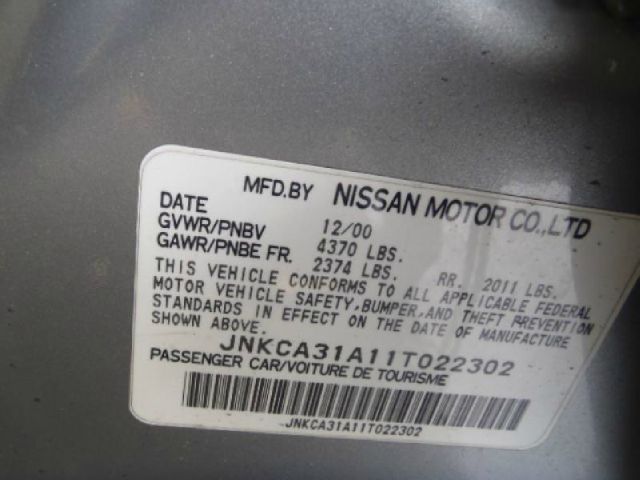 MFD.BY NISSAN MOTOR CO.,LTD
DATE 12/00
GVWR/PNBV 4370 LBS.
GAWR/PNBE FR. 2374 LBS. RR. 2011 LBS.
THIS VEHICLE CONFORMS TO ALL APPLICABLE FEDERAL
MOTOR VEHICLE SAFETY,BUMPER,AND THEFT PREVENTION
STANDARDS IN EFFECT ON THE DATE OF MANUFACTURE
SHOWN ABOVE.
JNKCA31A11T022302
PASSENGER CAR/VOITURE DE TOURISME
JNKCA31A11T022302